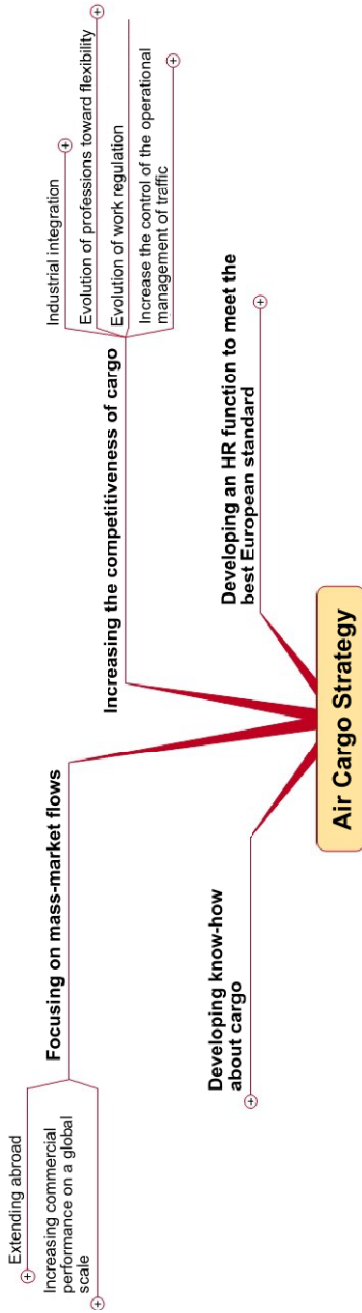 Extending abroad
Increasing commercial
performance on a global
scale
Focusing on mass-market flows
Developing know-how
about cargo
Air Cargo Strategy
Increasing the competitiveness of cargo
Industrial integration
Evolution of professions toward flexibility
Evolution of work regulation
Increase the control of the operational
management of traffic
Developing an HR function to meet the
best European standard